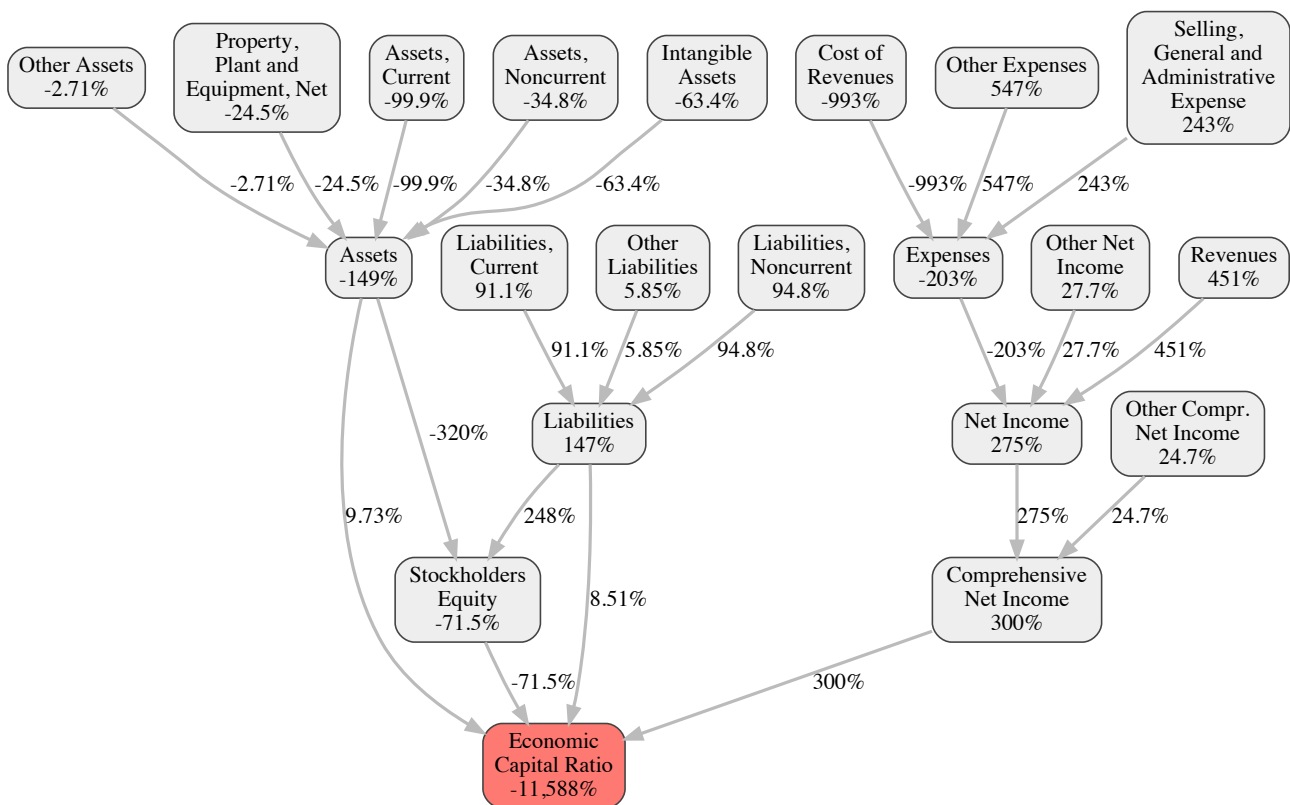 Other Assets
-2.71%
Property,
Plant and
Equipment, Net
-24.5%
Assets,
Current
-99.9%
Assets,
Noncurrent
-34.8%
Intangible
Assets
-63.4%
Cost of
Revenues
-993%
Other Expenses
547%
Selling,
General and
Administrative
Expense
243%
-2.71%
-24.5%
-99.9%
-34.8%
-63.4%
-993%
547%
243%
Assets
-149%
Liabilities,
Current
91.1%
Other
Liabilities
5.85%
Liabilities,
Noncurrent
94.8%
Expenses
-203%
Other Net
Income
27.7%
Revenues
451%
91.1%
5.85%
94.8%
-203%
27.7%
451%
-320%
Liabilities
147%
Net Income
275%
Other Compr.
Net Income
24.7%
9.73%
248%
275%
24.7%
Stockholders
Equity
-71.5%
8.51%
Comprehensive
Net Income
300%
-71.5%
300%
Economic
Capital Ratio
-11,588%